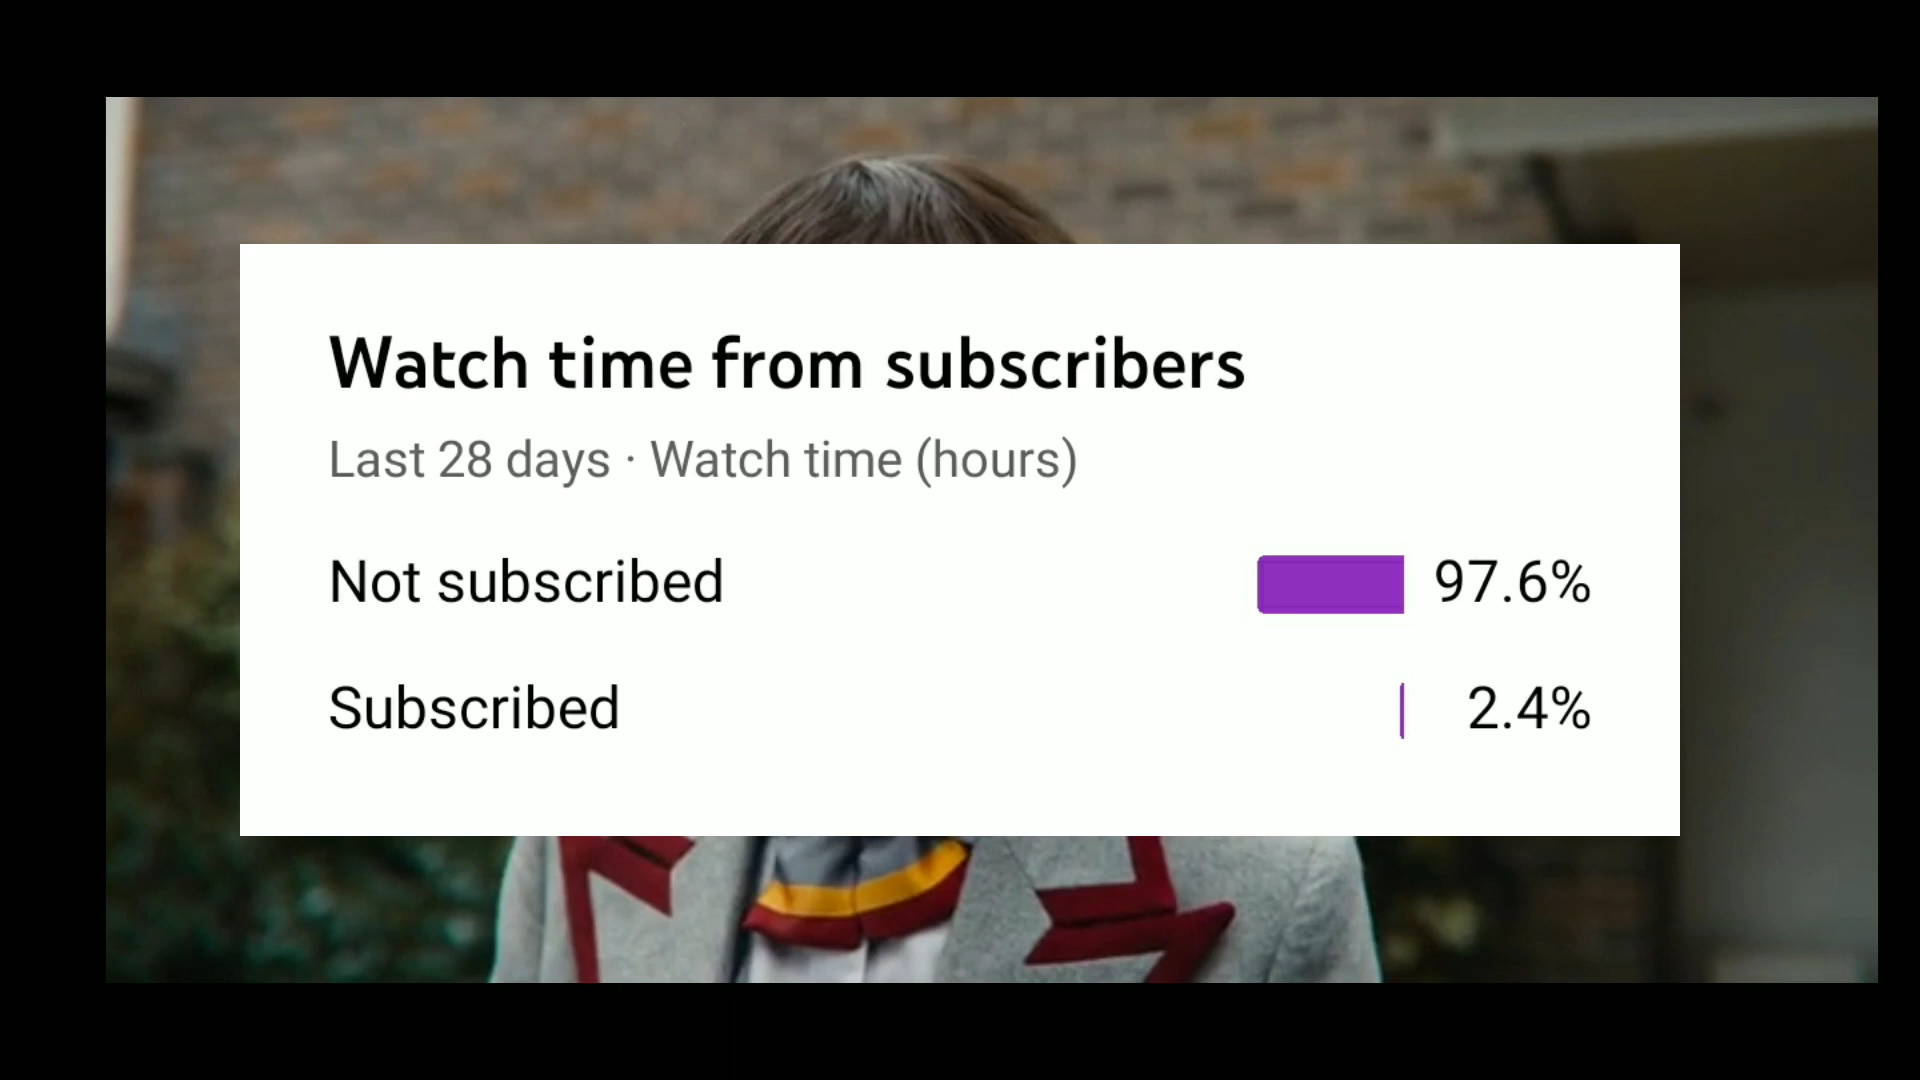 Watch time from subscribers
Last 28 days · Watch time (hours)
Not subscribed 97.6%
Subscribed 2.4%